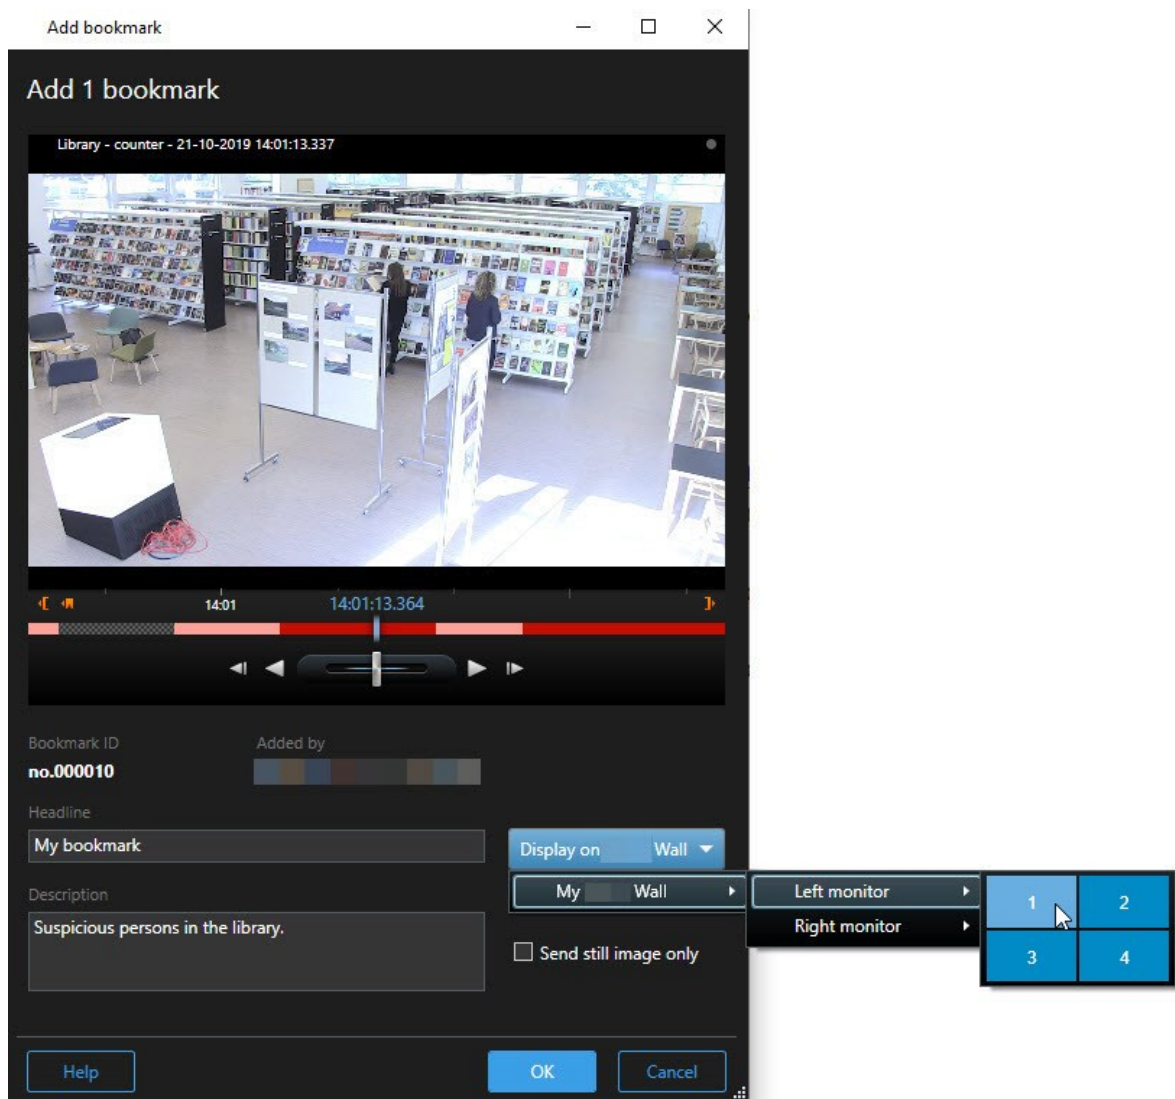 Add bookmark
Add 1 bookmark
Library - counter - 21-10-2019 14:01:13.337
14:01
14:01:13.364
Bookmark ID
Added by
no.000010
Headline
My bookmark
Display on Wall
My Wall
Left monitor
1
2
Description
Right monitor
Suspicious persons in the library.
Send still image only
3
4
Help
OK
Cancel